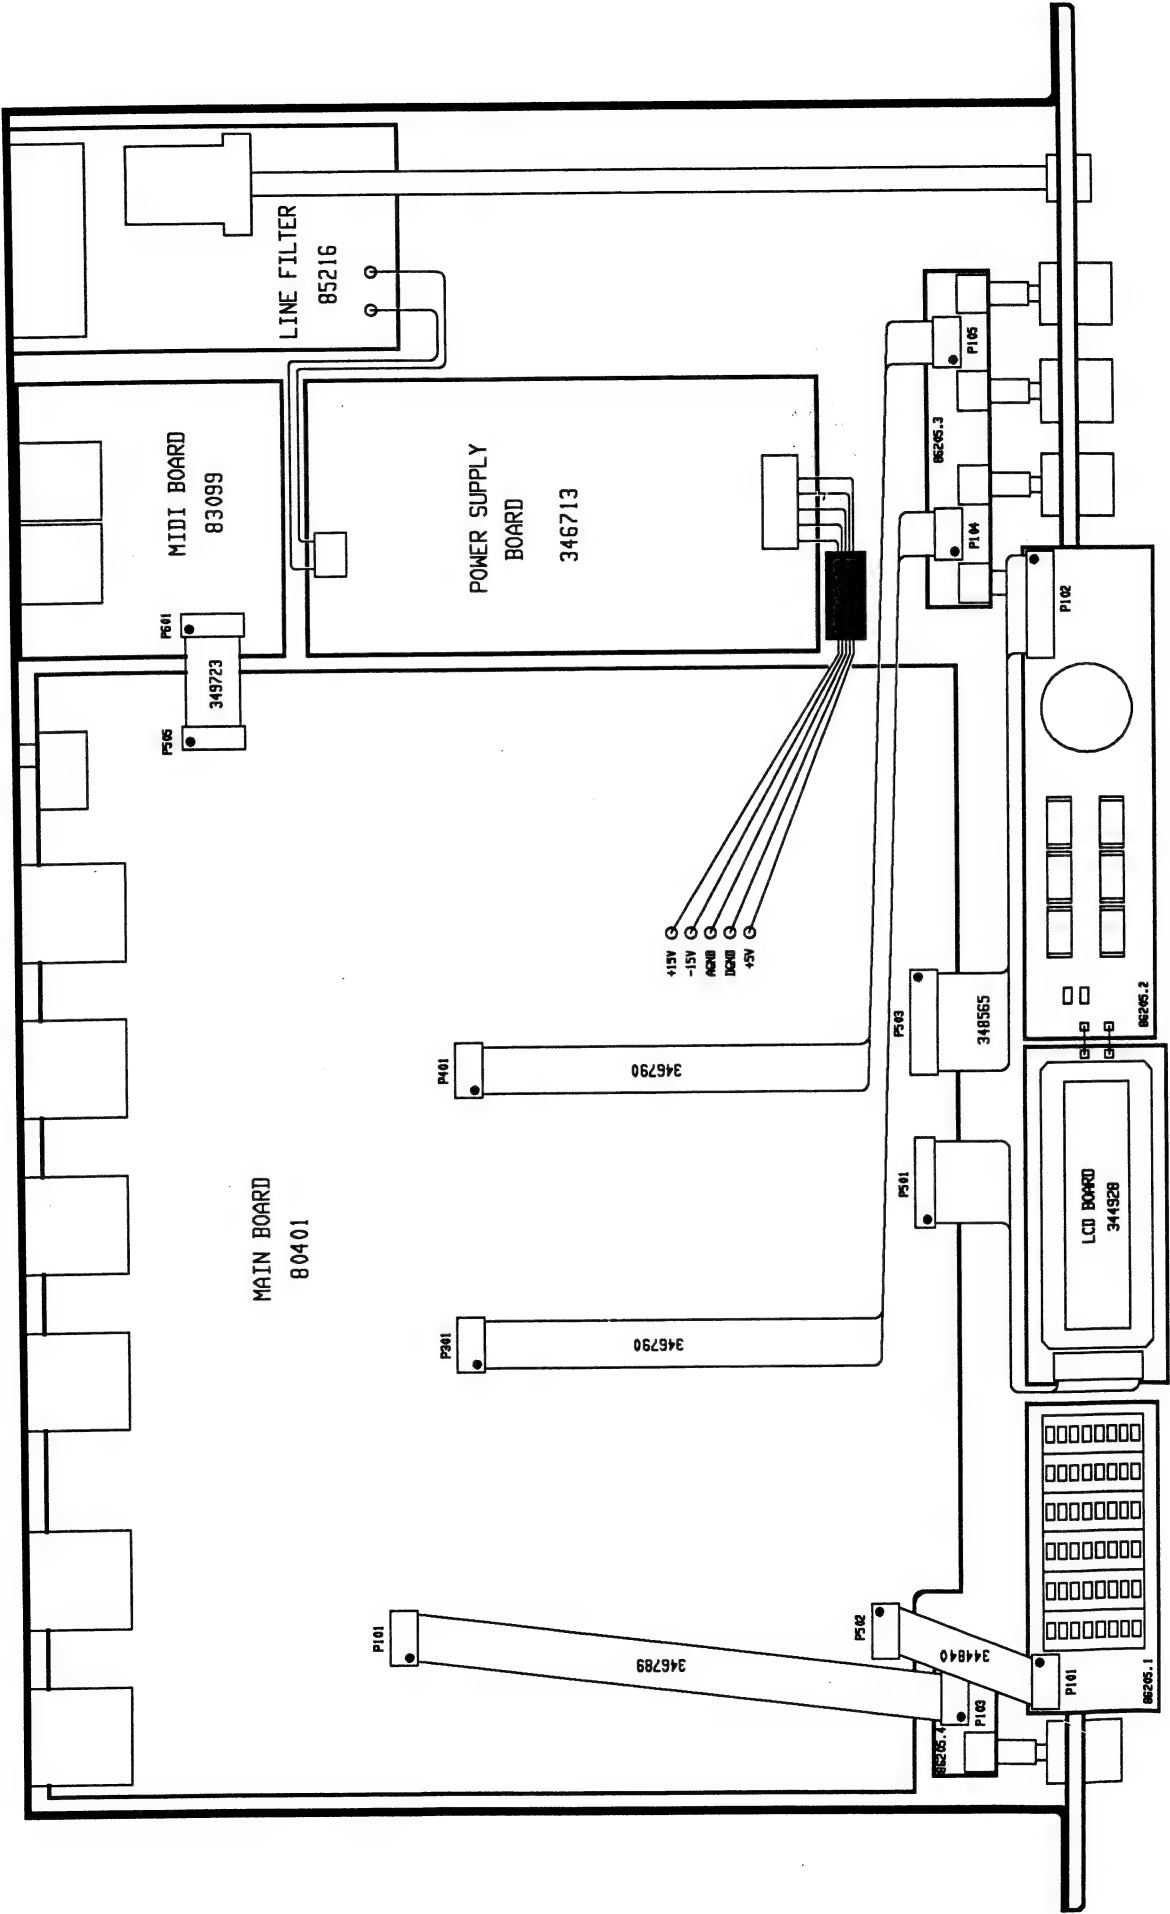 LINE FILTER
85216
MIDI BOARD
83099
POWER SUPPLY
BOARD
346713
P105
86205.3
P104
P102
P601
349723
P505
+15V
-15V
AGND
DGND
+5V
P503
348565
86205.2
P401
346790
P501
LCD BOARD
344928
MAIN BOARD
80401
P301
346790
P101
346789
P502
344840
P101
86205.1
P103
86205.4